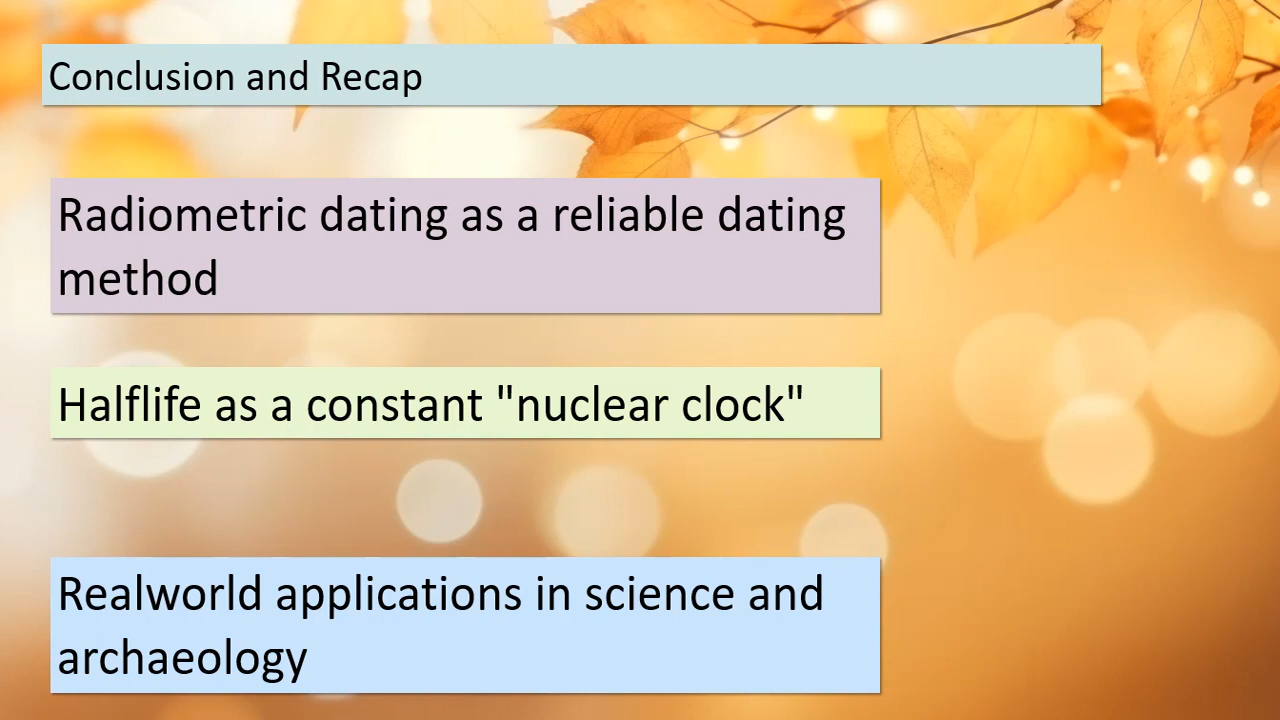 Conclusion and Recap
Radiometric dating as a reliable dating
method
Halflife as a constant "nuclear clock"
Realworld applications in science and
archaeology